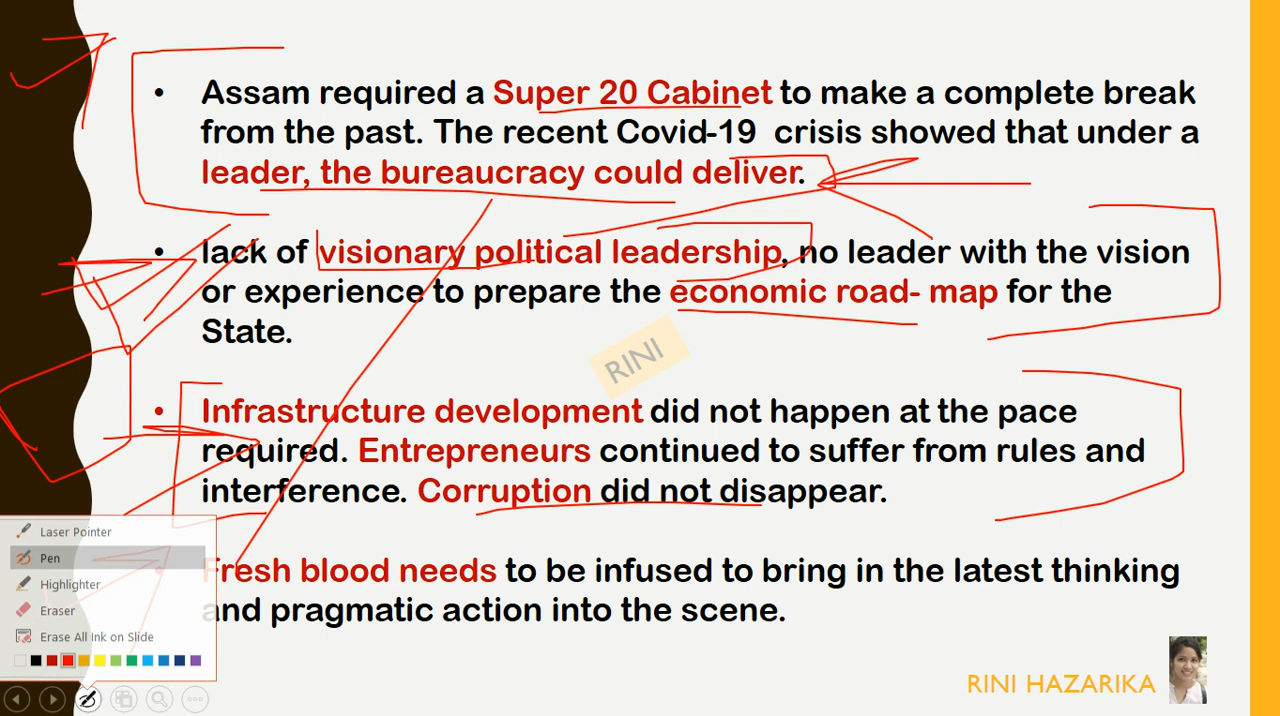 • Assam required a Super 20 Cabinet to make a complete break
from the past. The recent Covid-19 crisis showed that under a
leader, the bureaucracy could deliver.
• lack of visionary political leadership, no leader with the vision
or experience to prepare the economic road- map for the
State.
RINI
• Infrastructure development did not happen at the pace
required. Entrepreneurs continued to suffer from rules and
interference. Corruption did not disappear.
Fresh blood needs to be infused to bring in the latest thinking
and pragmatic action into the scene.
Laser Pointer
Pen
Highlighter
Eraser
Erase All Ink on Slide
RINI HAZARIKA